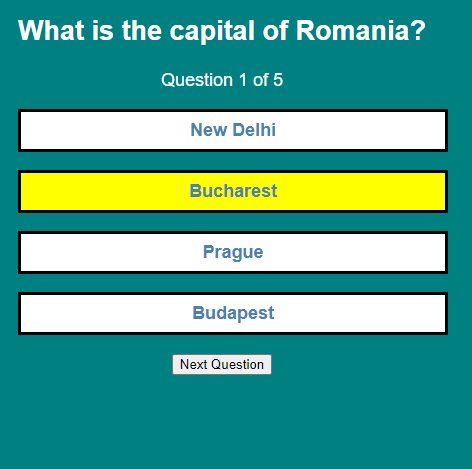 What is the capital of Romania?
Question 1 of 5
New Delhi
Bucharest
Prague
Budapest
Next Question